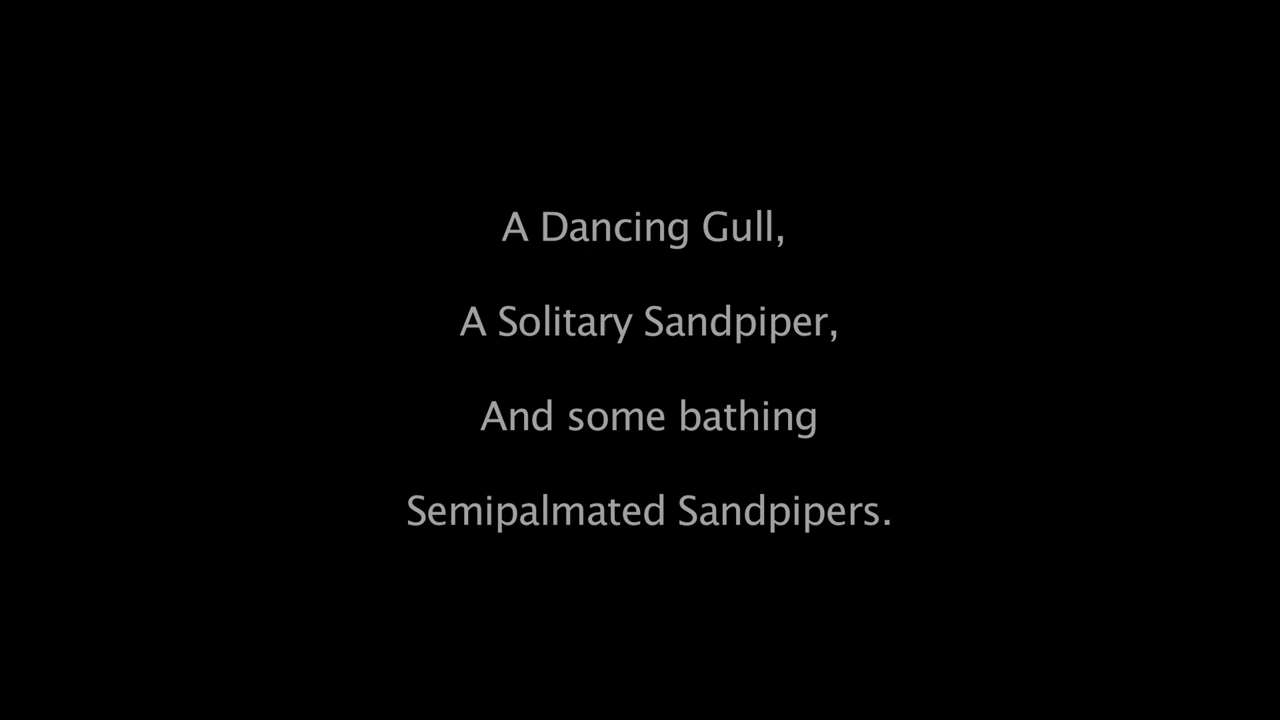 A Dancing Gull,
A Solitary Sandpiper,
And some bathing
Semipalmated Sandpipers.